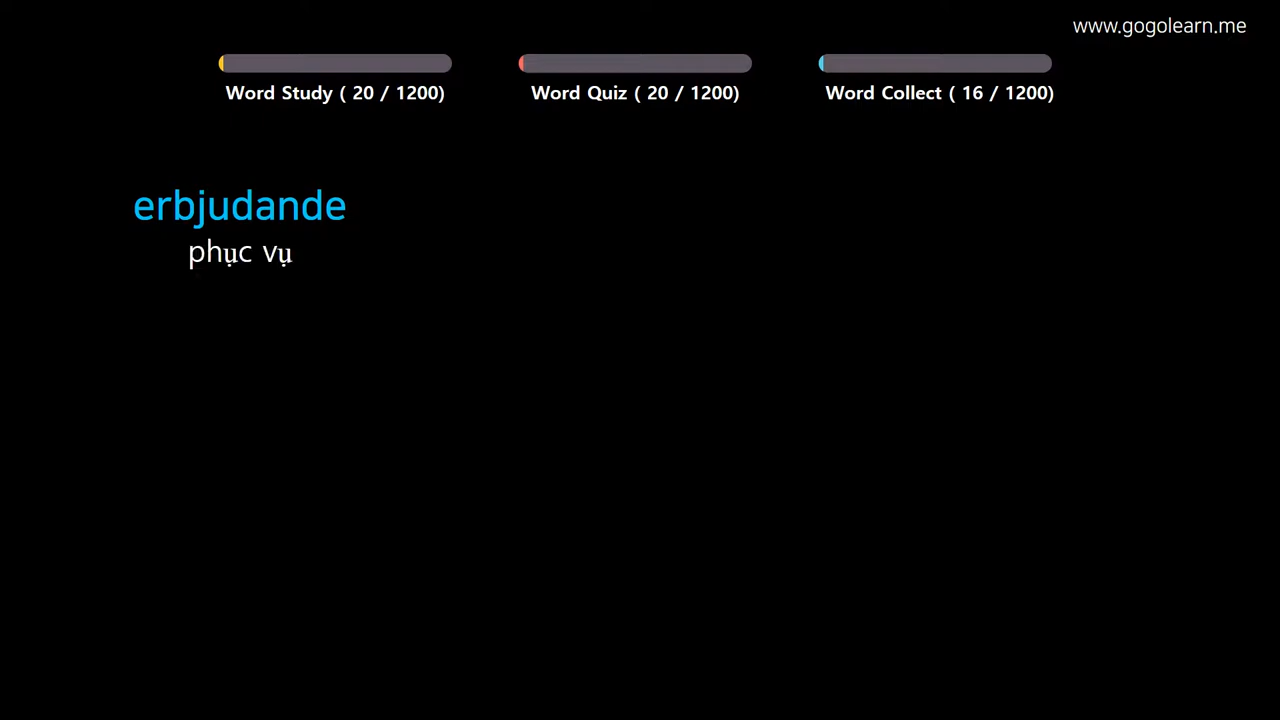 www.gogolearn.me
Word Study ( 20 / 1200)
Word Quiz ( 20 / 1200)
Word Collect ( 16 / 1200)
erbjudande
phục vụ